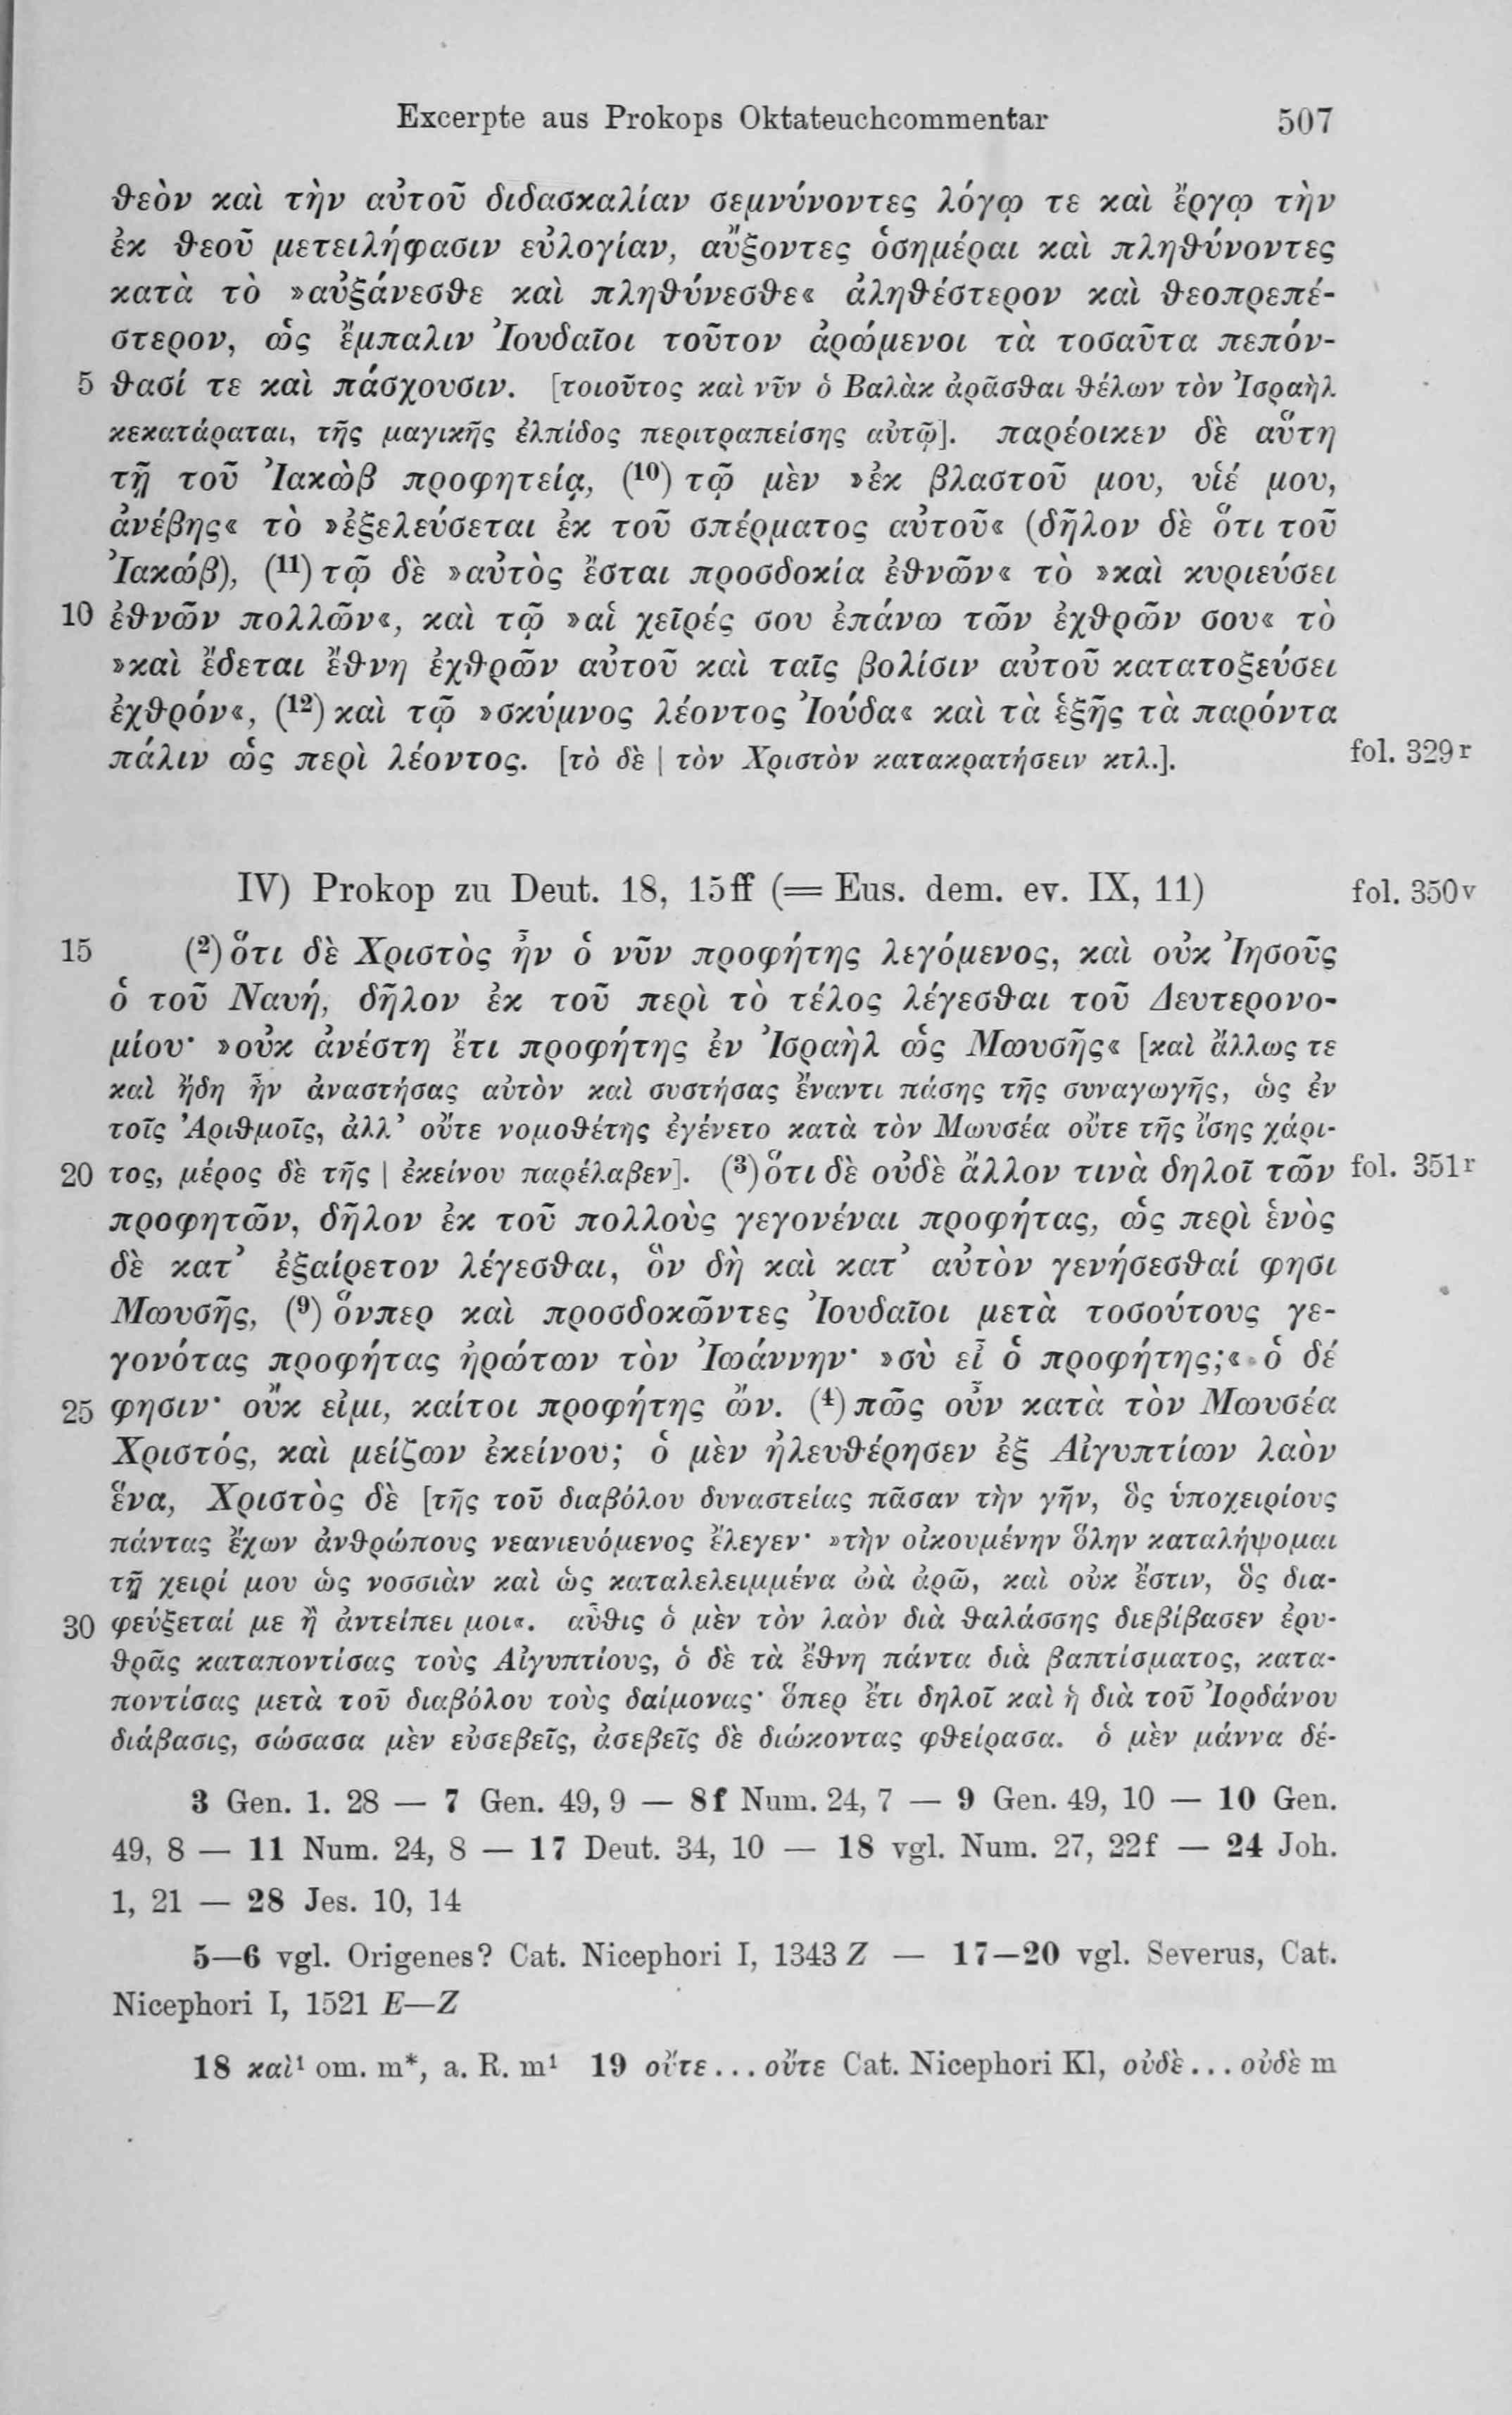 Excerpte aus Prokops Oktateuchcommentar 507
θεὸν καὶ τὴν αὐτοῦ διδασκαλίαν σεμνύνοντες λόγῳ τε καὶ ἔργῳ τὴν
ἐκ θεοῦ μετειλήφασιν εὐλογίαν, αὔξοντες ὁσημέραι καὶ πληθύνοντες
κατὰ τὸ »αὐξάνεσθε καὶ πληθύνεσθε« ἀληθέστερον καὶ θεοπρεπέ-
στερον, ὡς ἔμπαλιν Ἰουδαῖοι τοῦτον ἀρώμενοι τὰ τοσαῦτα πεπόν-
5 θασί τε καὶ πάσχουσιν. [τοιοῦτος καὶ νῦν ὁ Βαλὰκ ἀρᾶσθαι θέλων τὸν Ἰσραὴλ
κεκατάραται, τῆς μαγικῆς ἐλπίδος περιτραπείσης αὐτῷ]. παρέοικεν δὲ αὕτη
τῇ τοῦ Ἰακὼβ προφητείᾳ, (¹⁰) τῷ μὲν »ἐκ βλαστοῦ μου, υἱέ μου,
ἀνέβης« τὸ »ἐξελεύσεται ἐκ τοῦ σπέρματος αὐτοῦ« (δῆλον δὲ ὅτι τοῦ
Ἰακώβ), (¹¹) τῷ δὲ »αὐτὸς ἔσται προσδοκία ἐθνῶν« τὸ »καὶ κυριεύσει
10 ἐθνῶν πολλῶν«, καὶ τῷ »αἱ χεῖρές σου ἐπάνω τῶν ἐχθρῶν σου« τὸ
»καὶ ἔδεται ἔθνη ἐχθρῶν αὐτοῦ καὶ ταῖς βολίσιν αὐτοῦ κατατοξεύσει
ἐχθρόν«, (¹²) καὶ τῷ »σκύμνος λέοντος Ἰούδα« καὶ τὰ ἑξῆς τὰ παρόντα
πάλιν ὡς περὶ λέοντος. [τὸ δὲ | τὸν Χριστὸν κατακρατήσειν κτλ.]. fol. 329ʳ
IV) Prokop zu Deut. 18, 15ff (= Eus. dem. ev. IX, 11) fol. 350ᵛ
15 (²) ὅτι δὲ Χριστὸς ἦν ὁ νῦν προφήτης λεγόμενος, καὶ οὐκ Ἰησοῦς
ὁ τοῦ Ναυή, δῆλον ἐκ τοῦ περὶ τὸ τέλος λέγεσθαι τοῦ Δευτερονο-
μίου· »οὐκ ἀνέστη ἔτι προφήτης ἐν Ἰσραὴλ ὡς Μωυσῆς« [καὶ ἄλλως τε
καὶ ἤδη ἦν ἀναστήσας αὐτὸν καὶ συστήσας ἔναντι πάσης τῆς συναγωγῆς, ὡς ἐν
τοῖς Ἀριθμοῖς, ἀλλ’ οὔτε νομοθέτης ἐγένετο κατὰ τὸν Μωυσέα οὔτε τῆς ἴσης χάρι-
20 τος, μέρος δὲ τῆς | ἐκείνου παρέλαβεν]. (³) ὅτι δὲ οὐδὲ ἄλλον τινὰ δηλοῖ τῶν fol. 351ʳ
προφητῶν, δῆλον ἐκ τοῦ πολλοὺς γεγονέναι προφήτας, ὡς περὶ ἑνὸς
δὲ κατ’ ἐξαίρετον λέγεσθαι, ὃν δὴ καὶ κατ’ αὐτὸν γενήσεσθαί φησι
Μωυσῆς, (⁹) ὅνπερ καὶ προσδοκῶντες Ἰουδαῖοι μετὰ τοσούτους γε-
γονότας προφήτας ἠρώτων τὸν Ἰωάννην· »σὺ εἶ ὁ προφήτης;« ὁ δέ
25 φησιν· οὔκ εἰμι, καίτοι προφήτης ὤν. (⁴) πῶς οὖν κατὰ τὸν Μωυσέα
Χριστός, καὶ μείζων ἐκείνου; ὁ μὲν ἠλευθέρησεν ἐξ Αἰγυπτίων λαὸν
ἕνα, Χριστὸς δὲ [τῆς τοῦ διαβόλου δυναστείας πᾶσαν τὴν γῆν, ὃς ὑποχειρίους
πάντας ἔχων ἀνθρώπους νεανιευόμενος ἔλεγεν· »τὴν οἰκουμένην ὅλην καταλήψομαι
τῇ χειρί μου ὡς νοσσιὰν καὶ ὡς καταλελειμμένα ὠὰ ἀρῶ, καὶ οὐκ ἔστιν, ὃς δια-
30 φεύξεταί με ἢ ἀντείπει μοι«. αὖθις ὁ μὲν τὸν λαὸν διὰ θαλάσσης διεβίβασεν ἐρυ-
θρᾶς καταποντίσας τοὺς Αἰγυπτίους, ὁ δὲ τὰ ἔθνη πάντα διὰ βαπτίσματος, κατα-
ποντίσας μετὰ τοῦ διαβόλου τοὺς δαίμονας· ὅπερ ἔτι δηλοῖ καὶ ἡ διὰ τοῦ Ἰορδάνου
διάβασις, σώσασα μὲν εὐσεβεῖς, ἀσεβεῖς δὲ διώκοντας φθείρασα. ὁ μὲν μάννα δέ-
3 Gen. 1. 28 — 7 Gen. 49, 9 — 8f Num. 24, 7 — 9 Gen. 49, 10 — 10 Gen.
49, 8 — 11 Num. 24, 8 — 17 Deut. 34, 10 — 18 vgl. Num. 27, 22f — 24 Joh.
1, 21 — 28 Jes. 10, 14
5—6 vgl. Origenes? Cat. Nicephori I, 1343 Z — 17—20 vgl. Severus, Cat.
Nicephori I, 1521 E—Z
18 καὶ¹ om. m*, a. R. m¹ 19 οὔτε... οὔτε Cat. Nicephori Kl, οὐδὲ... οὐδὲ m